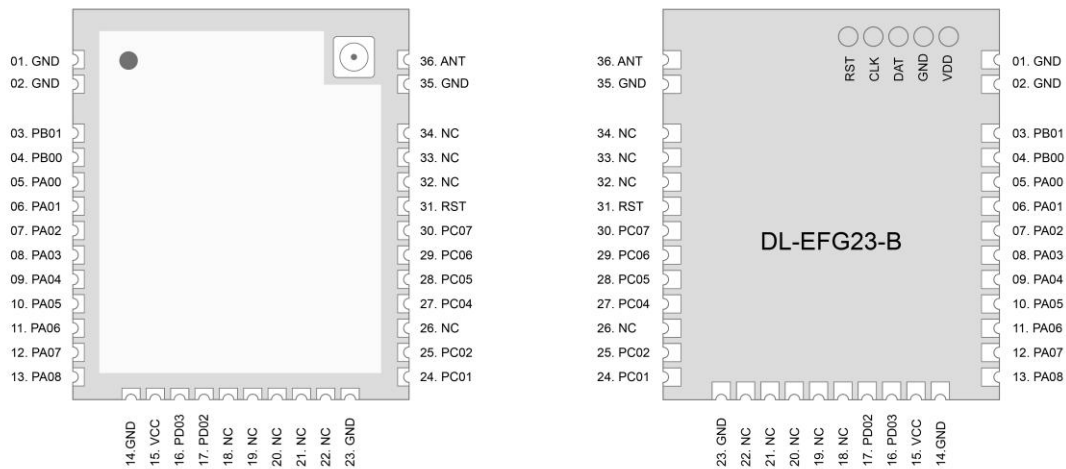 01. GND
02. GND
03. PB01
04. PB00
05. PA00
06. PA01
07. PA02
08. PA03
09. PA04
10. PA05
11. PA06
12. PA07
13. PA08
14.GND
15. VCC
16. PD03
17. PD02
18. NC
19. NC
20. NC
21. NC
22. NC
23. GND
36. ANT
35. GND
34. NC
33. NC
32. NC
31. RST
30. PC07
29. PC06
28. PC05
27. PC04
26. NC
25. PC02
24. PC01
36. ANT
35. GND
34. NC
33. NC
32. NC
31. RST
30. PC07
29. PC06
28. PC05
27. PC04
26. NC
25. PC02
24. PC01
RST
CLK
DAT
GND
VDD
DL-EFG23-B
23. GND
22. NC
21. NC
20. NC
19. NC
18. NC
17. PD02
16. PD03
15. VCC
14.GND
01. GND
02. GND
03. PB01
04. PB00
05. PA00
06. PA01
07. PA02
08. PA03
09. PA04
10. PA05
11. PA06
12. PA07
13. PA08